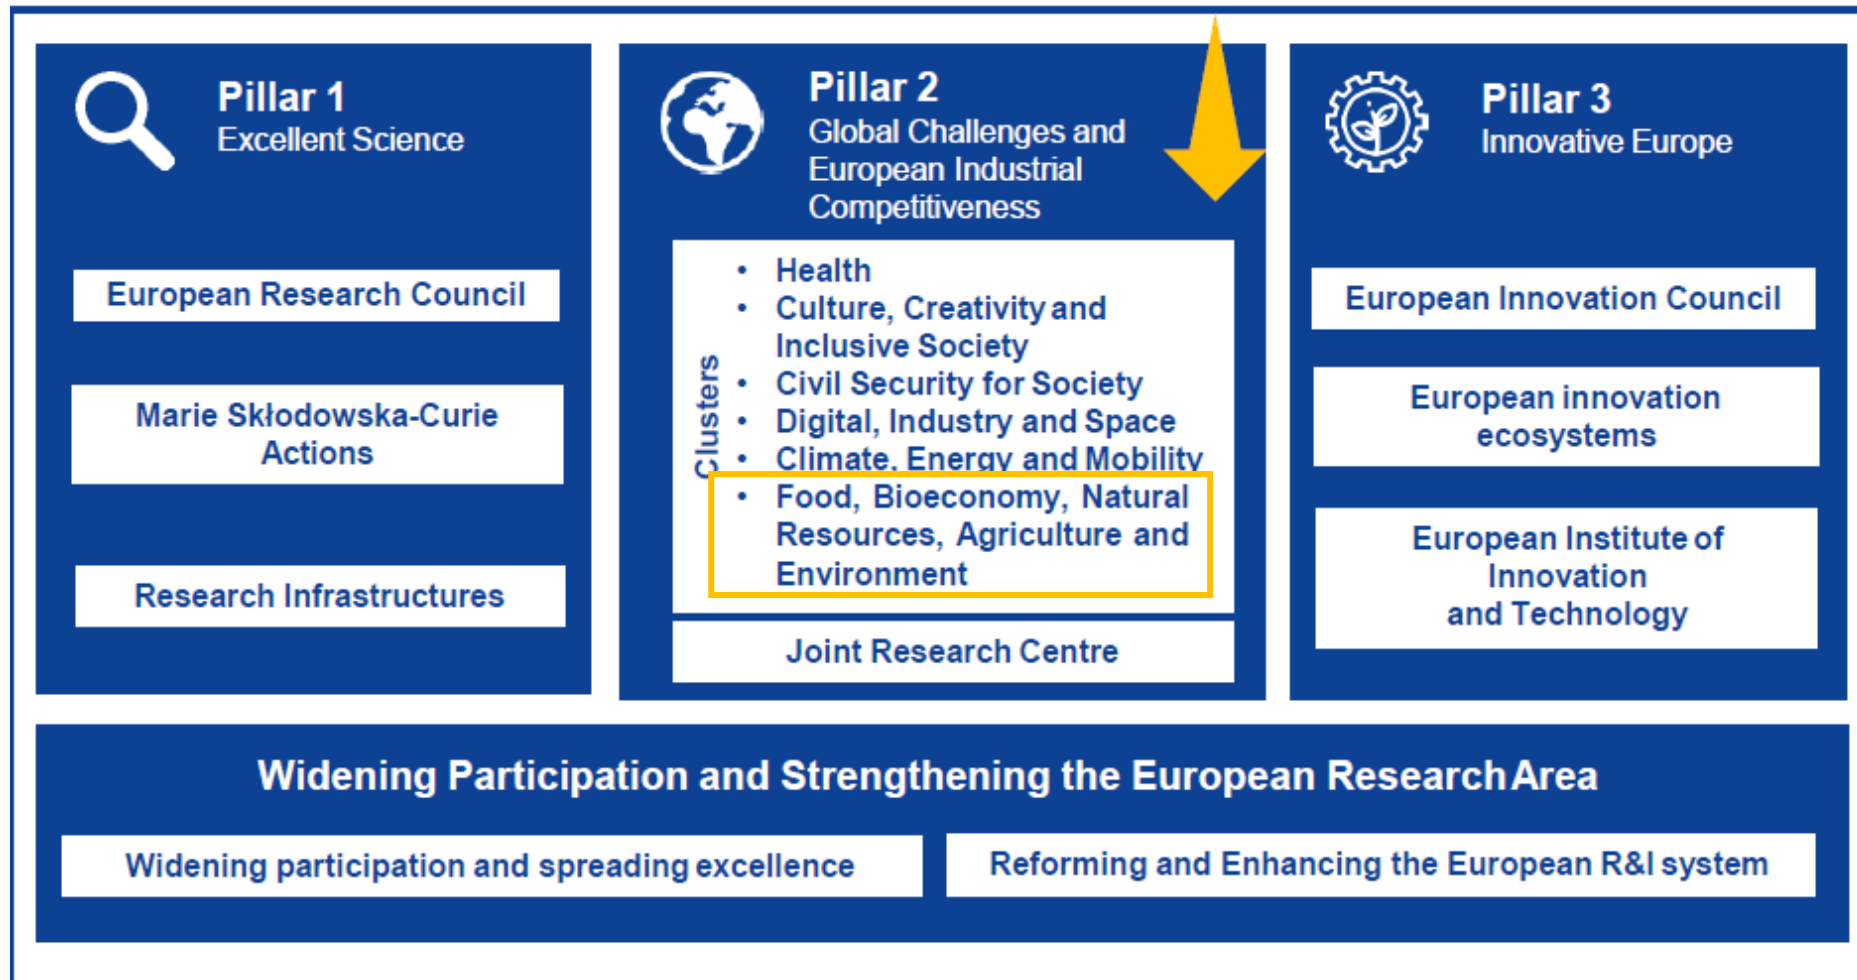 Pillar 1
Excellent Science
European Research Council
Marie Skłodowska-Curie
Actions
Research Infrastructures
Pillar 2
Global Challenges and
European Industrial
Competitiveness
Clusters
• Health
• Culture, Creativity and
Inclusive Society
• Civil Security for Society
• Digital, Industry and Space
• Climate, Energy and Mobility
• Food, Bioeconomy, Natural
Resources, Agriculture and
Environment
Joint Research Centre
Pillar 3
Innovative Europe
European Innovation Council
European innovation
ecosystems
European Institute of
Innovation
and Technology
Widening Participation and Strengthening the European Research Area
Widening participation and spreading excellence
Reforming and Enhancing the European R&I system